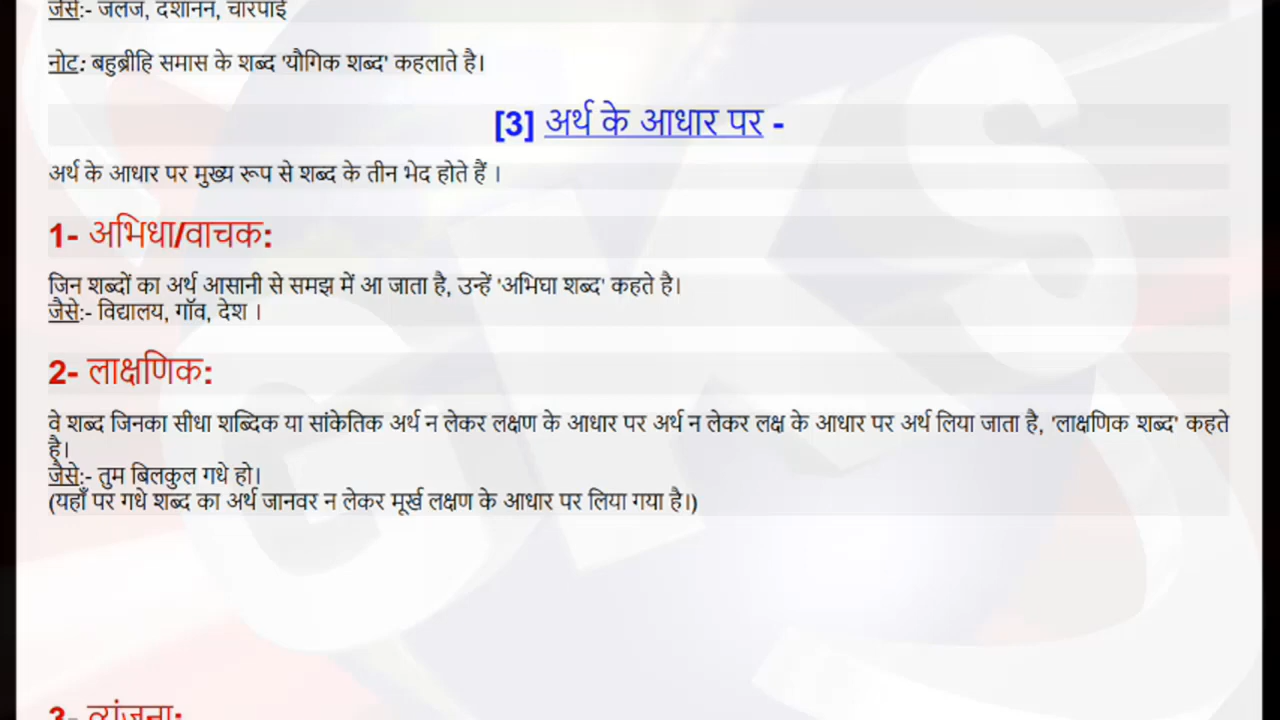 जैसे:- जलज, दशानन, चारपाई
नोट: बहुब्रीहि समास के शब्द 'यौगिक शब्द' कहलाते है।
[3] अर्थ के आधार पर -
अर्थ के आधार पर मुख्य रूप से शब्द के तीन भेद होते हैं ।
1- अभिधा/वाचक:
जिन शब्दों का अर्थ आसानी से समझ में आ जाता है, उन्हें 'अभिघा शब्द' कहते है।
जैसे:- विद्यालय, गॉव, देश ।
2- लाक्षणिक:
वे शब्द जिनका सीधा शब्दिक या सांकेतिक अर्थ न लेकर लक्षण के आधार पर अर्थ न लेकर लक्ष के आधार पर अर्थ लिया जाता है, 'लाक्षणिक शब्द' कहते
है।
जैसे:- तुम बिलकुल गधे हो।
(यहाँ पर गधे शब्द का अर्थ जानवर न लेकर मूर्ख लक्षण के आधार पर लिया गया है।)
3- व्यंजना:
GKS